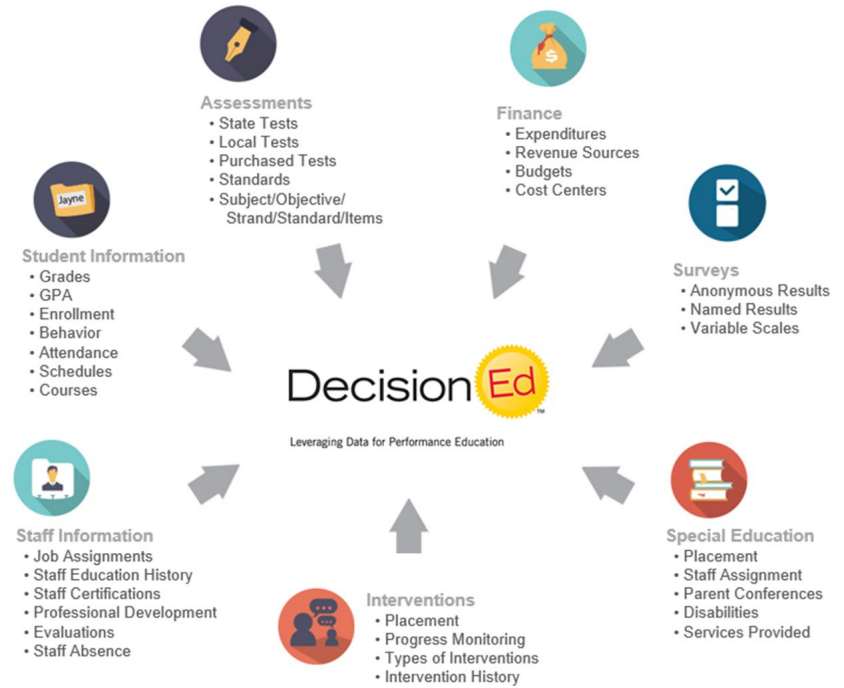 Assessments
• State Tests
• Local Tests
• Purchased Tests
• Standards
• Subject/Objective/
Strand/Standard/Items
$
Finance
• Expenditures
• Revenue Sources
• Budgets
• Cost Centers
Jayne
Student Information
• Grades
• GPA
• Enrollment
• Behavior
• Attendance
• Schedules
• Courses
Surveys
• Anonymous Results
• Named Results
• Variable Scales
Decision Ed™
Leveraging Data for Performance Education
Staff Information
• Job Assignments
• Staff Education History
• Staff Certifications
• Professional Development
• Evaluations
• Staff Absence
Interventions
• Placement
• Progress Monitoring
• Types of Interventions
• Intervention History
Special Education
• Placement
• Staff Assignment
• Parent Conferences
• Disabilities
• Services Provided